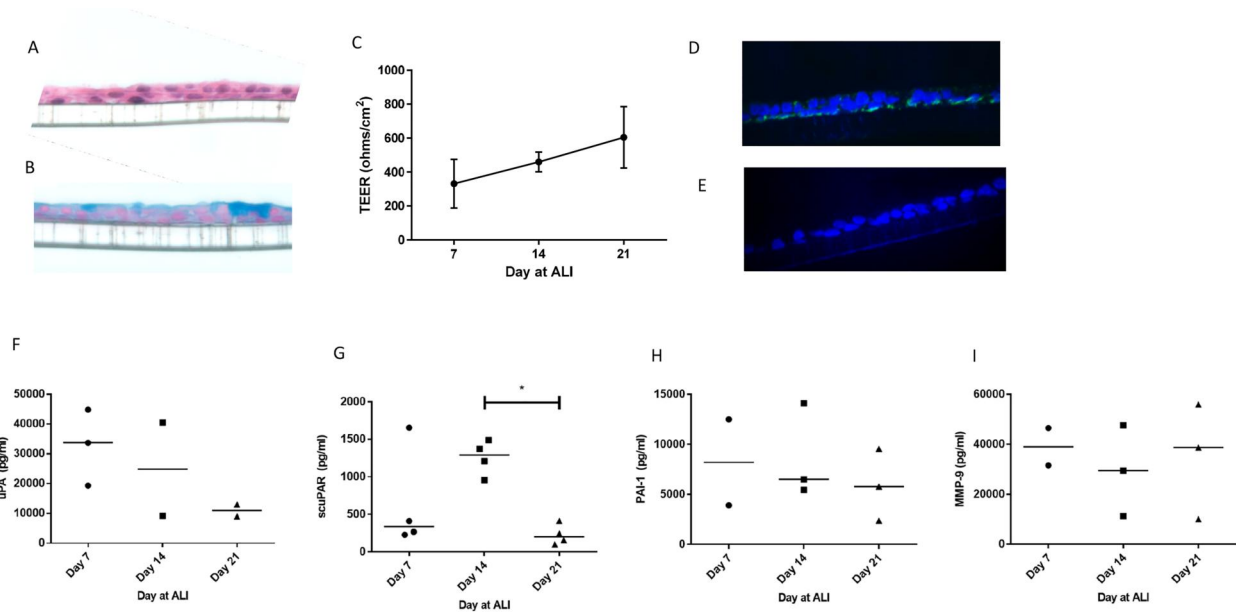 A
B
C
TEER (ohms/cm²)
1000
800
600
400
200
0
7
14
21
Day at ALI
D
E
F
uPA (pg/ml)
50000
40000
30000
20000
10000
0
Day 7
Day 14
Day 21
Day at ALI
G
scuPAR (pg/ml)
2000
1500
1000
500
0
*
Day 7
Day 14
Day 21
Day at ALI
H
PAI-1 (pg/ml)
15000
10000
5000
0
Day 7
Day 14
Day 21
Day at ALI
I
MMP-9 (pg/ml)
60000
40000
20000
0
Day 7
Day 14
Day 21
Day at ALI